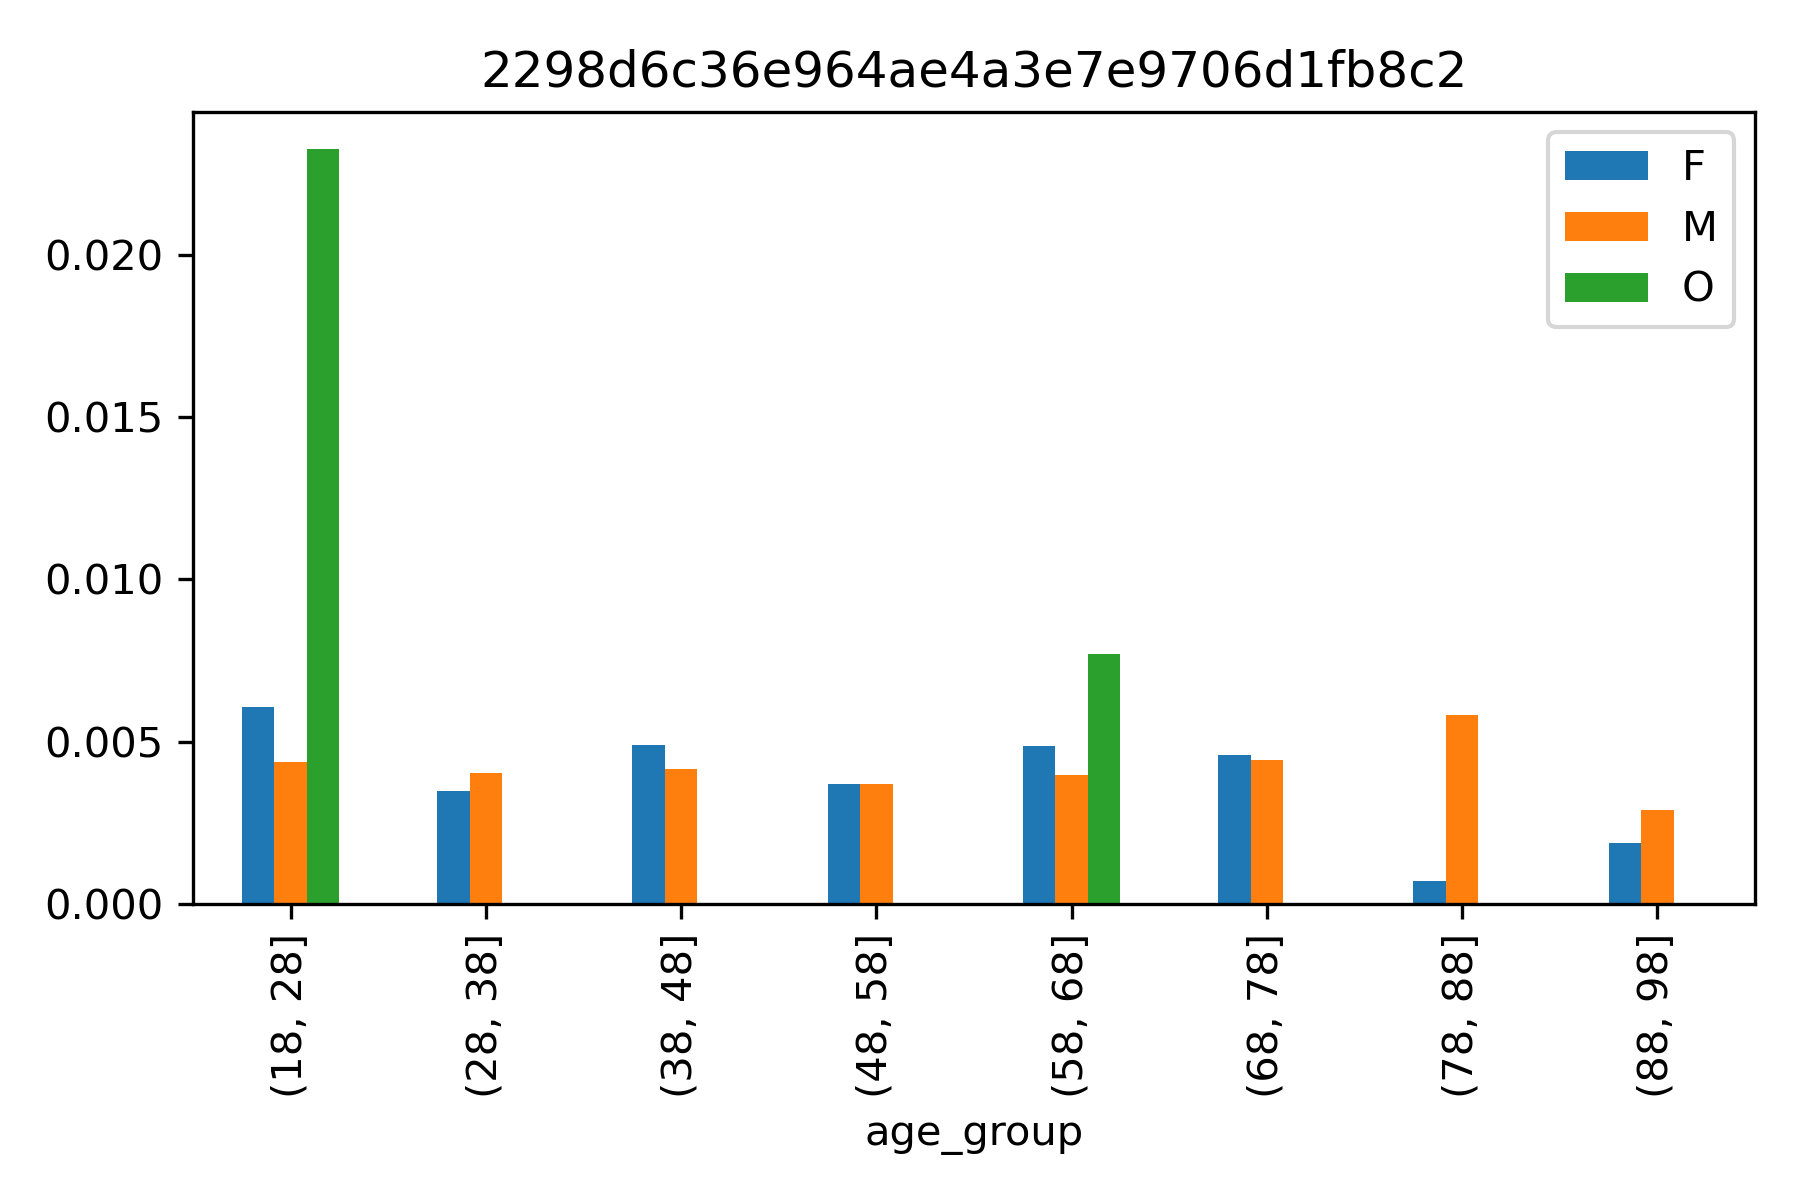 2298d6c36e964ae4a3e7e9706d1fb8c2
F
M
O
0.020
0.015
0.010
0.005
0.000
(18, 28]
(28, 38]
(38, 48]
(48, 58]
(58, 68]
(68, 78]
(78, 88]
(88, 98]
age_group